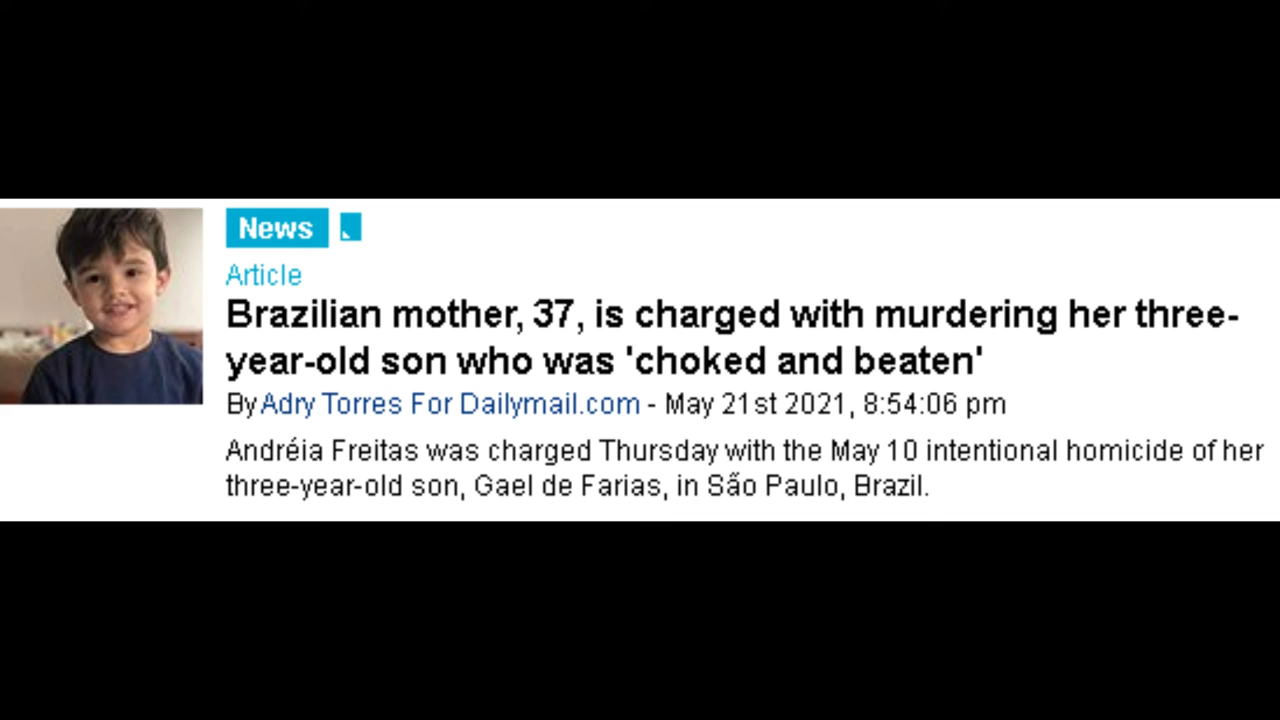 News
Article
Brazilian mother, 37, is charged with murdering her three-
year-old son who was 'choked and beaten'
By Adry Torres For Dailymail.com - May 21st 2021, 8:54:06 pm
Andréia Freitas was charged Thursday with the May 10 intentional homicide of her
three-year-old son, Gael de Farias, in São Paulo, Brazil.